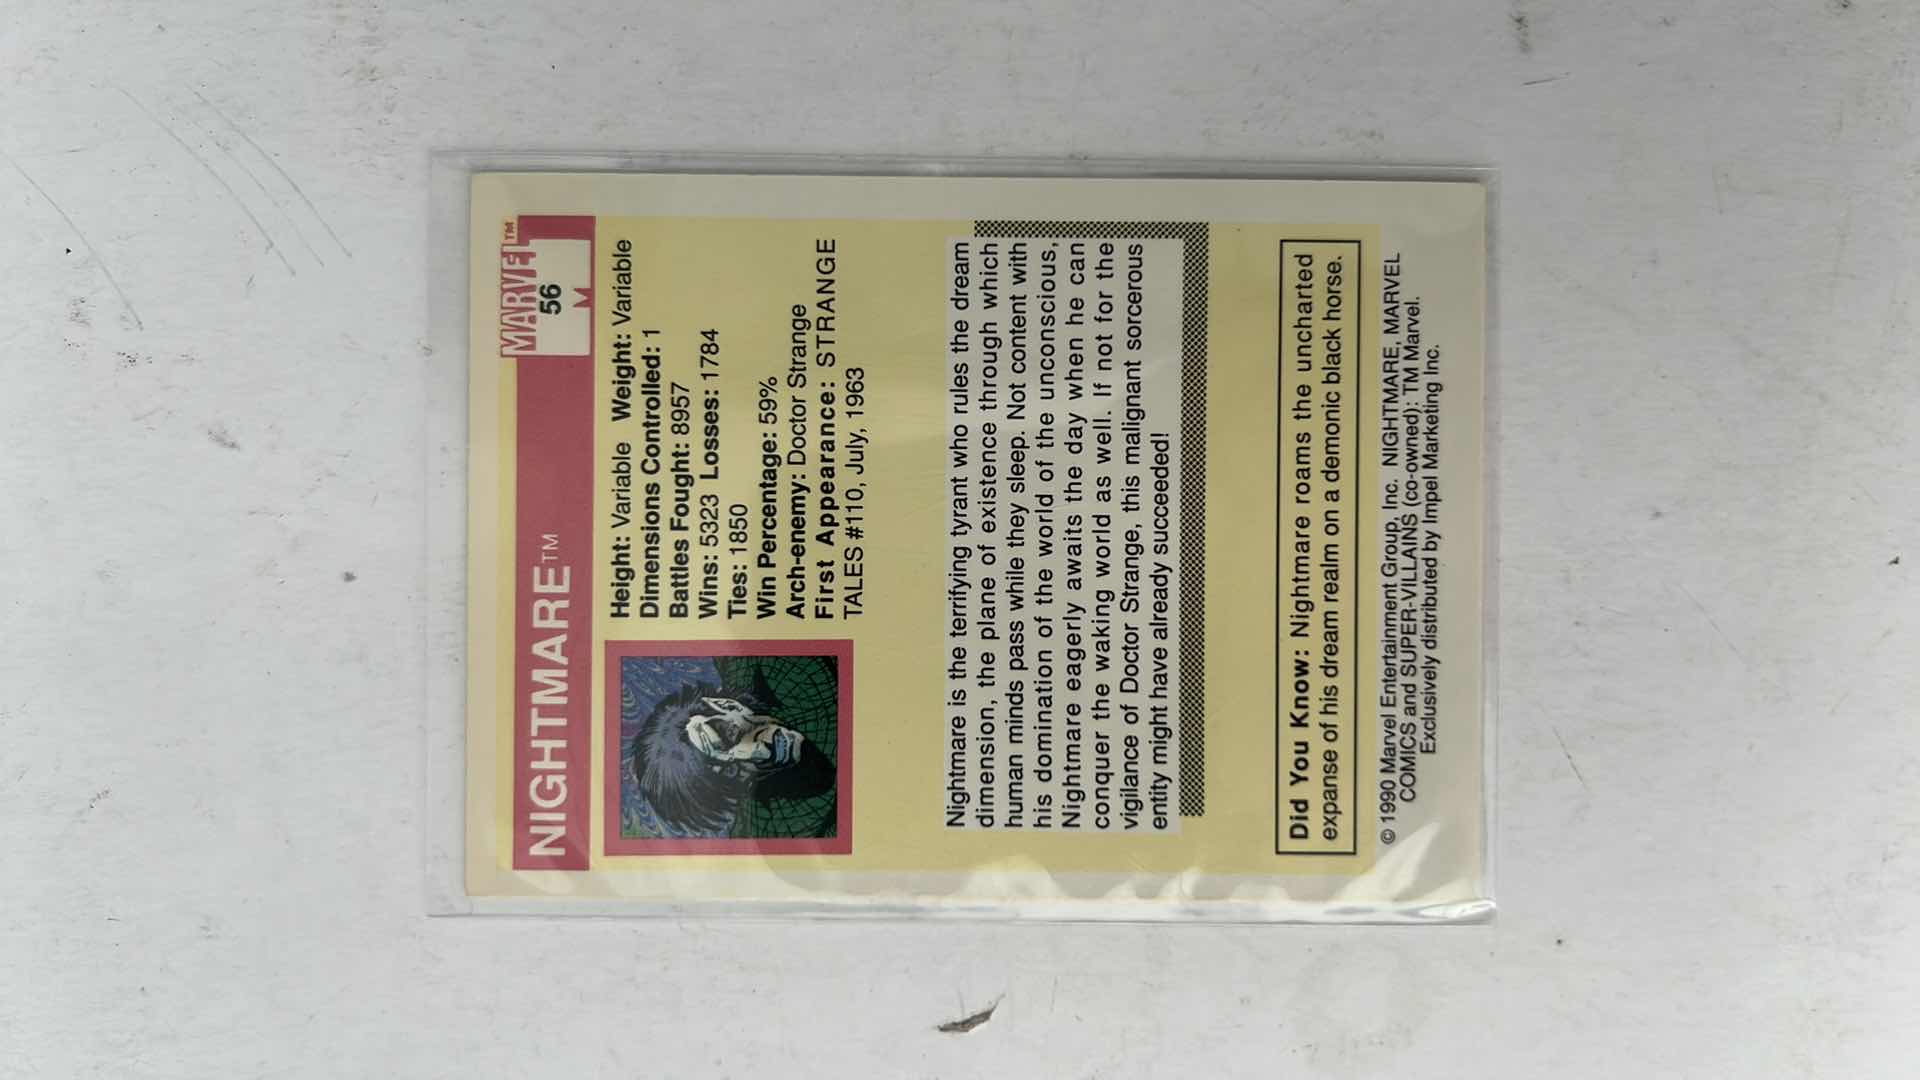 MARVEL™
NIGHTMARE™
56
M
Height: Variable Weight: Variable
Dimensions Controlled: 1
Battles Fought: 8957
Wins: 5323 Losses: 1784
Ties: 1850
Win Percentage: 59%
Arch-enemy: Doctor Strange
First Appearance: STRANGE
TALES #110, July, 1963
Nightmare is the terrifying tyrant who rules the dream
dimension, the plane of existence through which
human minds pass while they sleep. Not content with
his domination of the world of the unconscious,
Nightmare eagerly awaits the day when he can
conquer the waking world as well. If not for the
vigilance of Doctor Strange, this malignant sorcerous
entity might have already succeeded!
Did You Know: Nightmare roams the uncharted
expanse of his dream realm on a demonic black horse.
© 1990 Marvel Entertainment Group, Inc. NIGHTMARE, MARVEL
COMICS and SUPER-VILLAINS (co-owned): TM Marvel.
Exclusively distributed by Impel Marketing Inc.